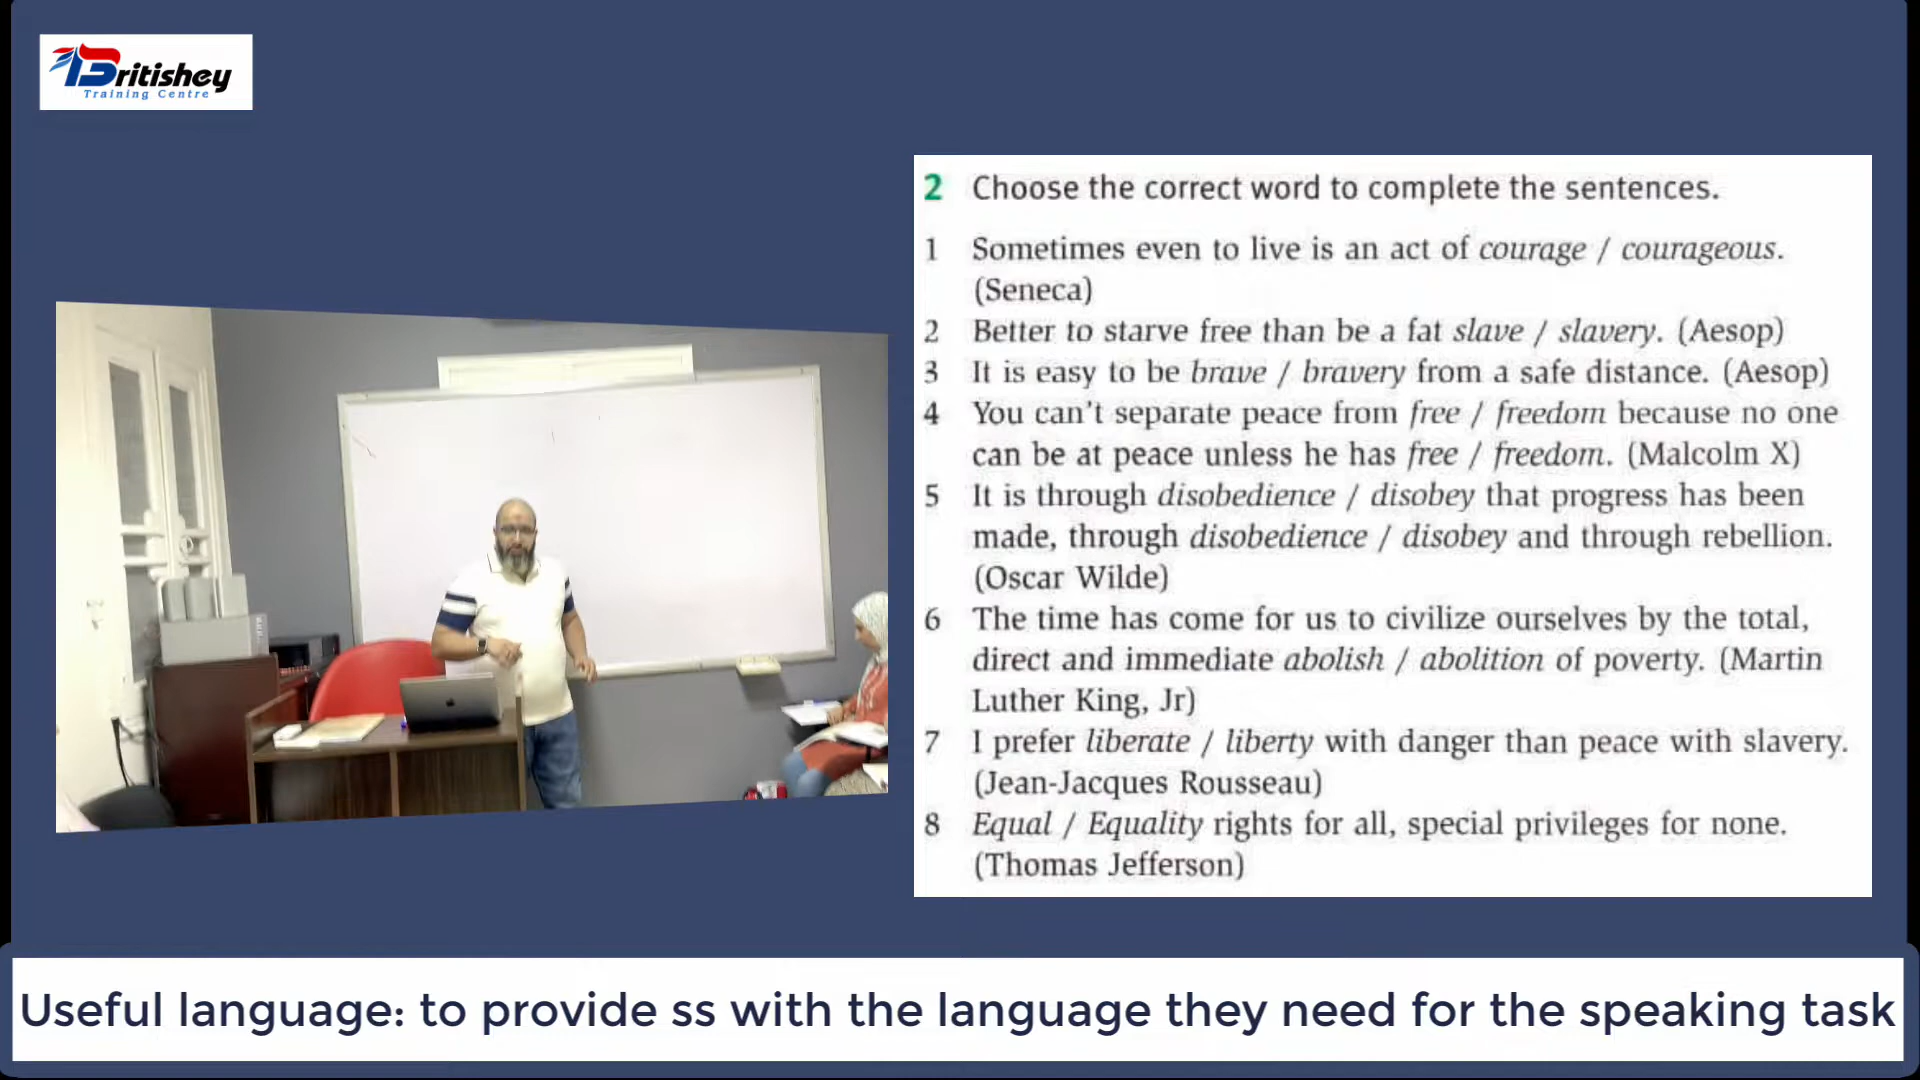 Britishey
Training Centre
2 Choose the correct word to complete the sentences.
1 Sometimes even to live is an act of courage / courageous.
(Seneca)
2 Better to starve free than be a fat slave / slavery. (Aesop)
3 It is easy to be brave / bravery from a safe distance. (Aesop)
4 You can't separate peace from free / freedom because no one
can be at peace unless he has free / freedom. (Malcolm X)
5 It is through disobedience / disobey that progress has been
made, through disobedience / disobey and through rebellion.
(Oscar Wilde)
6 The time has come for us to civilize ourselves by the total,
direct and immediate abolish / abolition of poverty. (Martin
Luther King, Jr)
7 I prefer liberate / liberty with danger than peace with slavery.
(Jean-Jacques Rousseau)
8 Equal / Equality rights for all, special privileges for none.
(Thomas Jefferson)
Useful language: to provide ss with the language they need for the speaking task